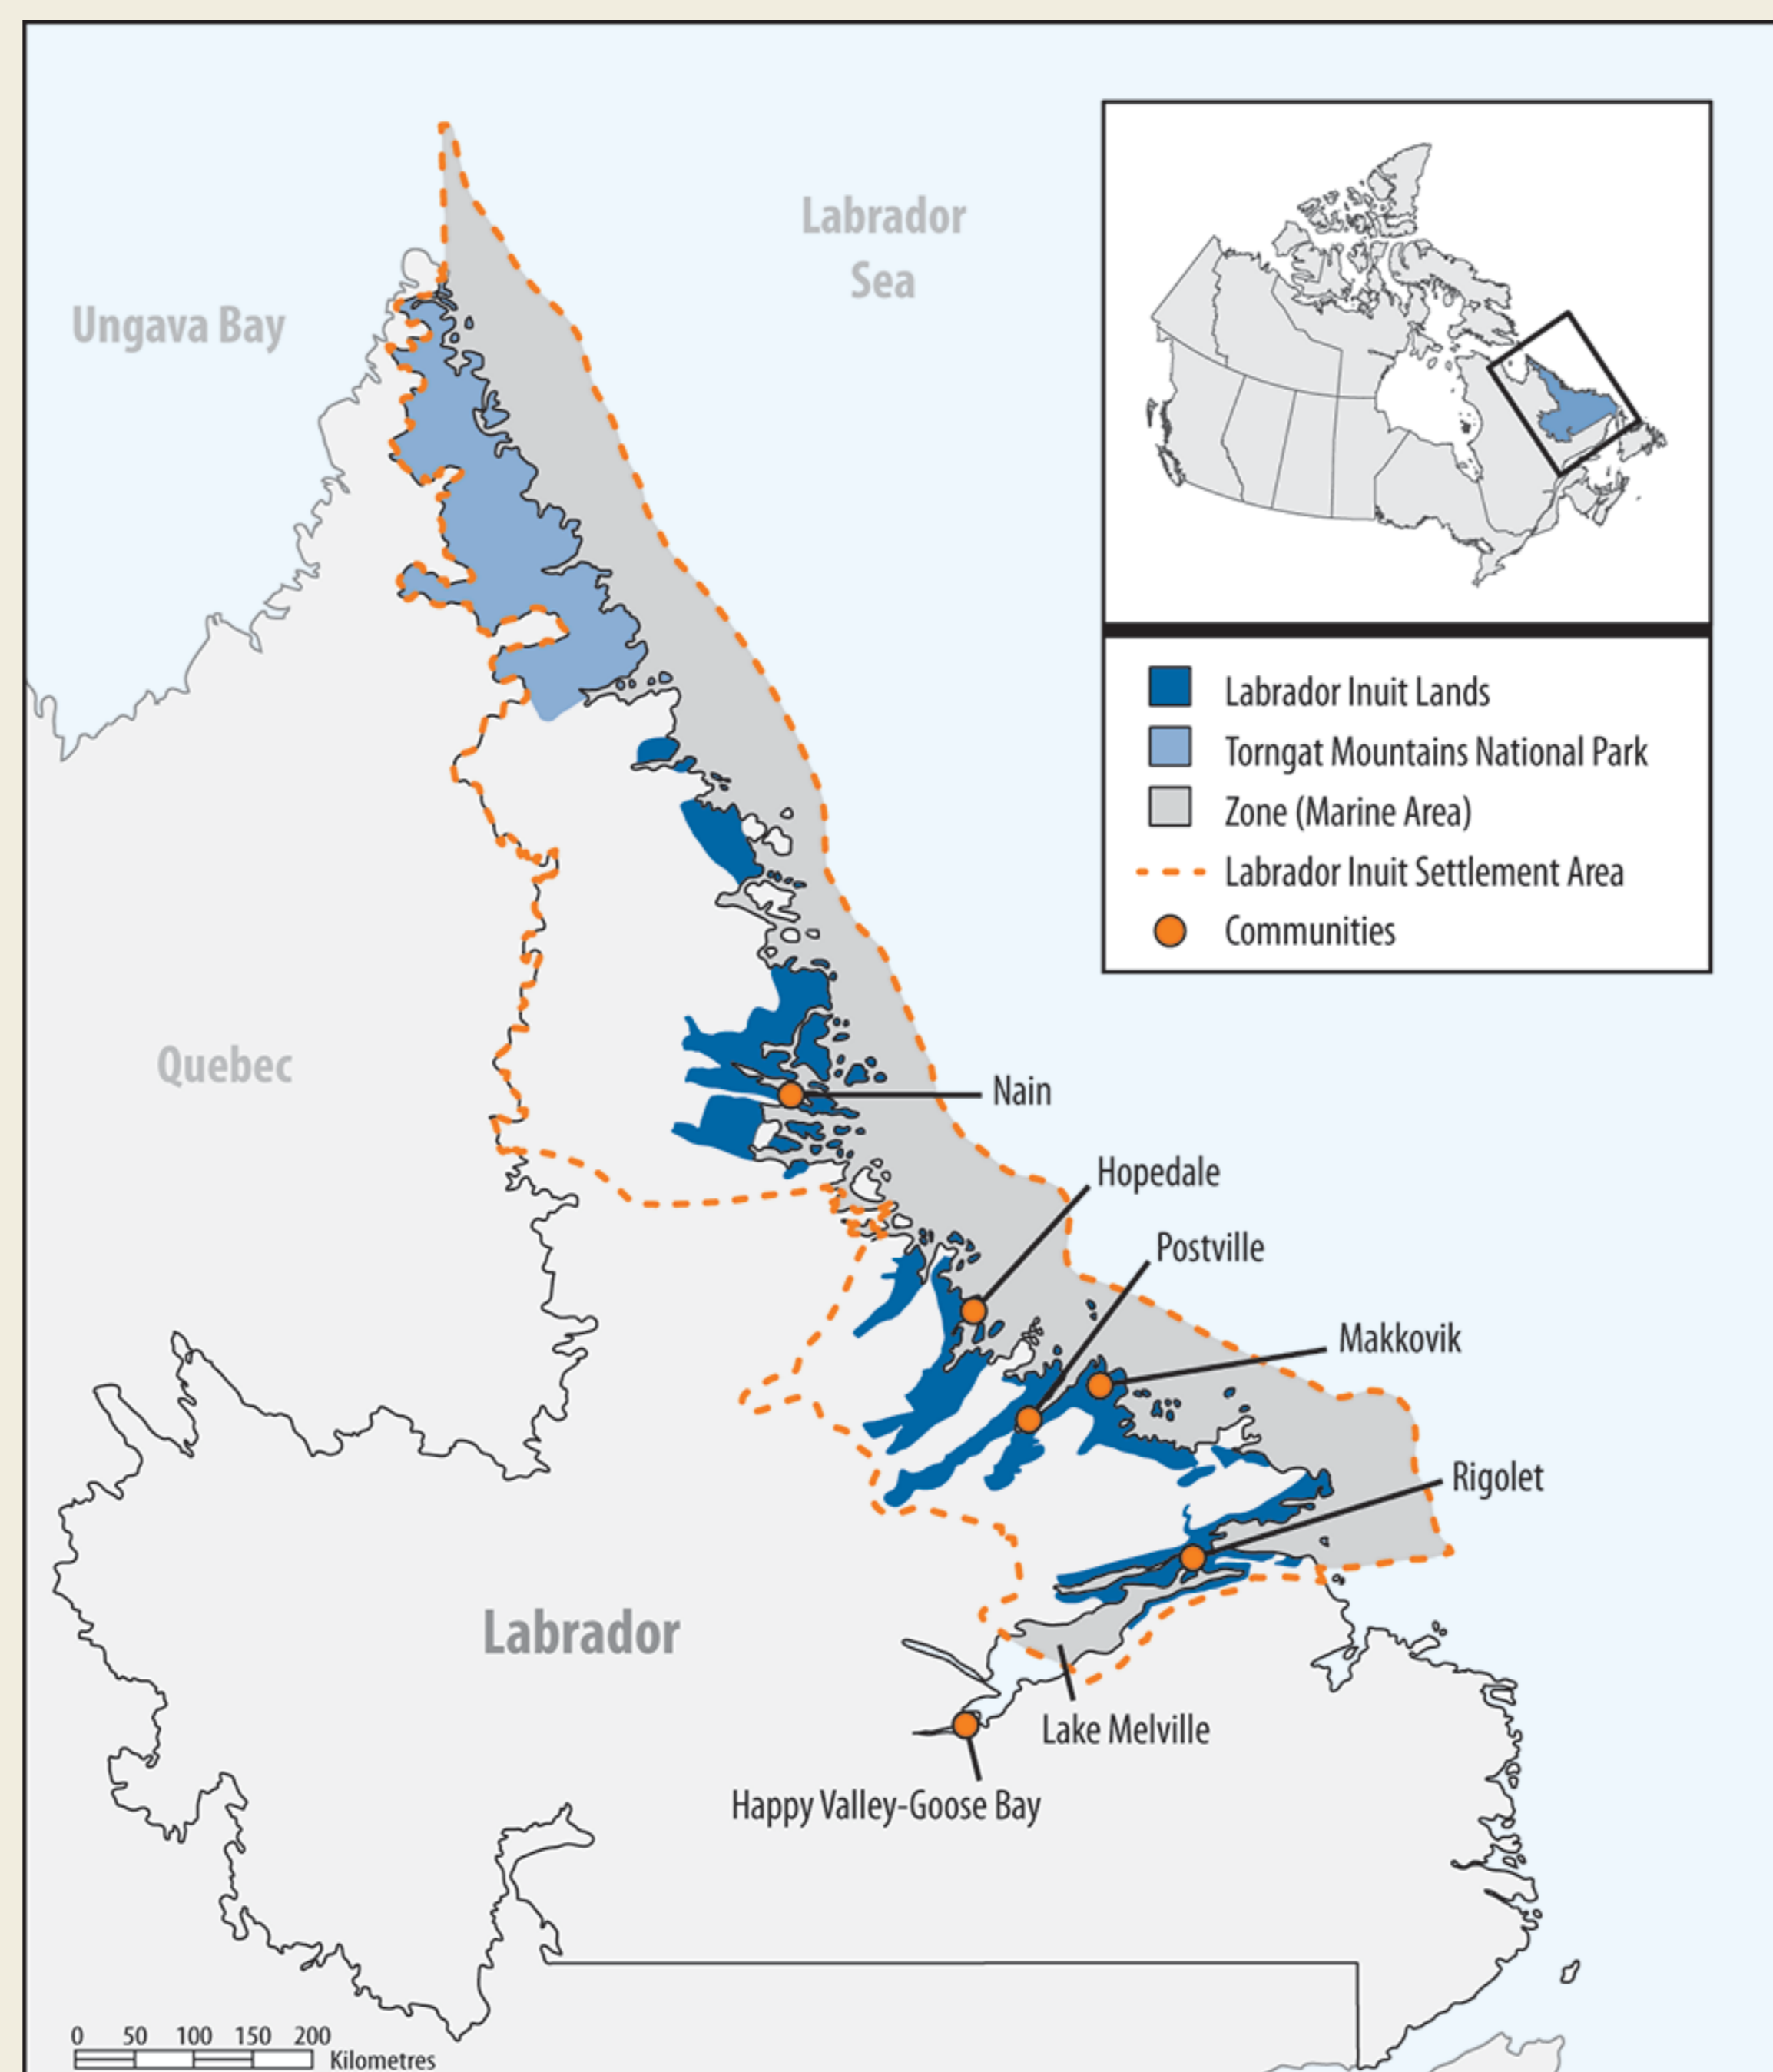 Labrador
Sea
Ungava Bay
Labrador Inuit Lands
Torngat Mountains National Park
Zone (Marine Area)
Labrador Inuit Settlement Area
Communities
Quebec
Nain
Hopedale
Postville
Makkovik
Rigolet
Labrador
Lake Melville
Happy Valley-Goose Bay
0 50 100 150 200
Kilometres